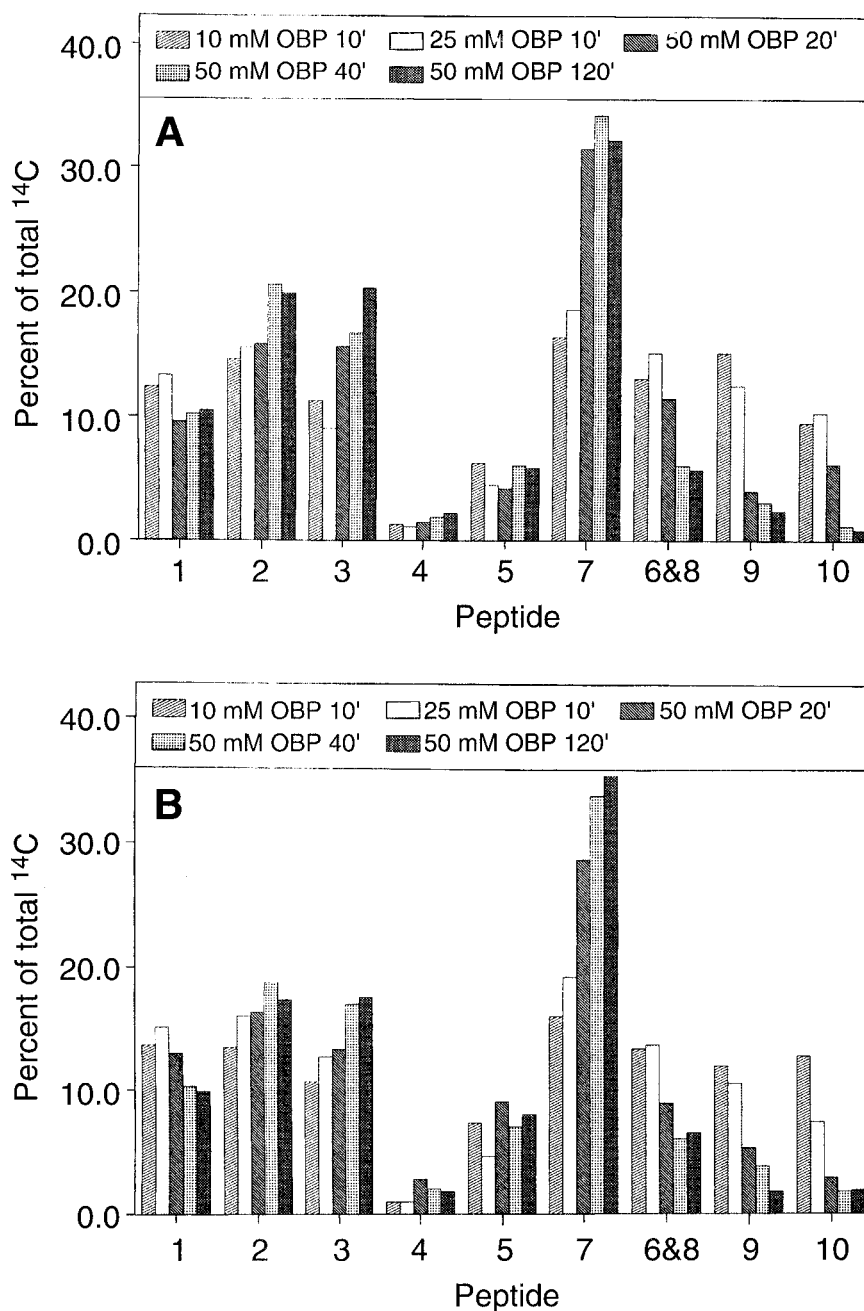 10 mM OBP 10' 25 mM OBP 10' 50 mM OBP 20'
50 mM OBP 40' 50 mM OBP 120'
A
40.0
30.0
20.0
10.0
0.0
Percent of total ¹⁴C
1 2 3 4 5 7 6&8 9 10
Peptide
10 mM OBP 10' 25 mM OBP 10' 50 mM OBP 20'
50 mM OBP 40' 50 mM OBP 120'
B
40.0
30.0
20.0
10.0
0.0
Percent of total ¹⁴C
1 2 3 4 5 7 6&8 9 10
Peptide